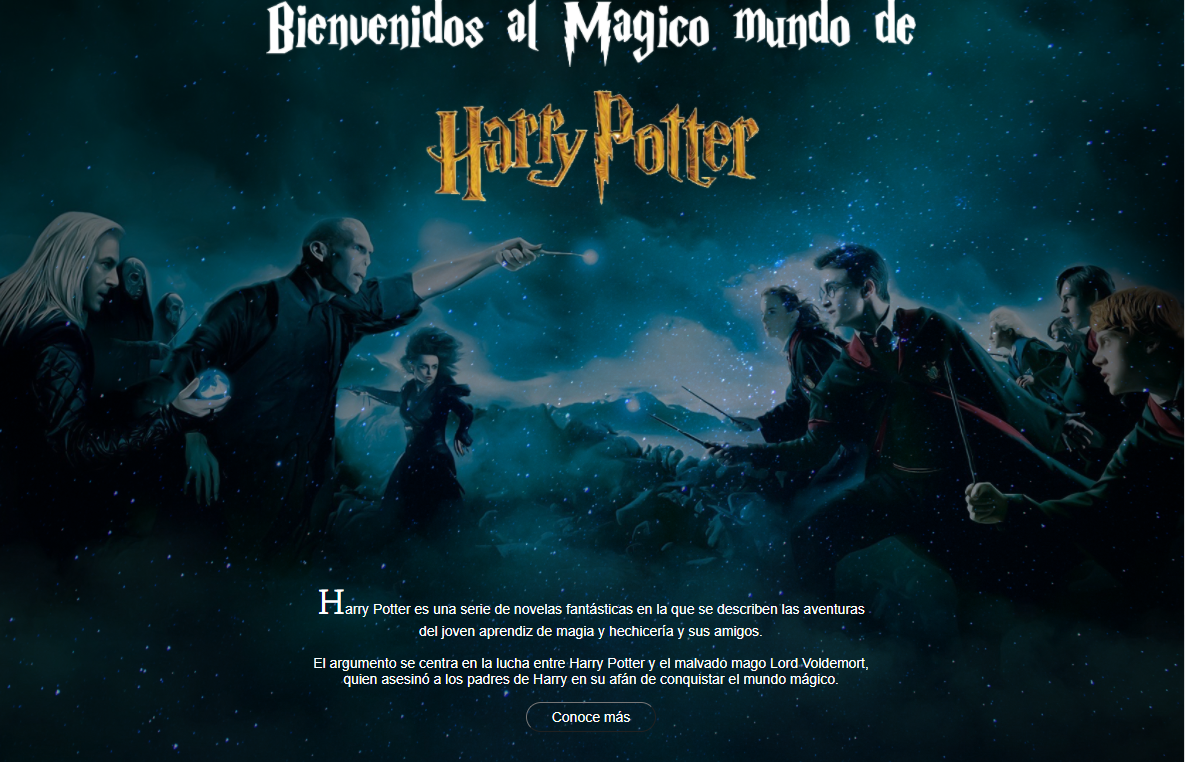 Bienvenidos al Magico mundo de
Harry Potter
Harry Potter es una serie de novelas fantásticas en la que se describen las aventuras
del joven aprendiz de magia y hechicería y sus amigos.
El argumento se centra en la lucha entre Harry Potter y el malvado mago Lord Voldemort,
quien asesinó a los padres de Harry en su afán de conquistar el mundo mágico.
Conoce más